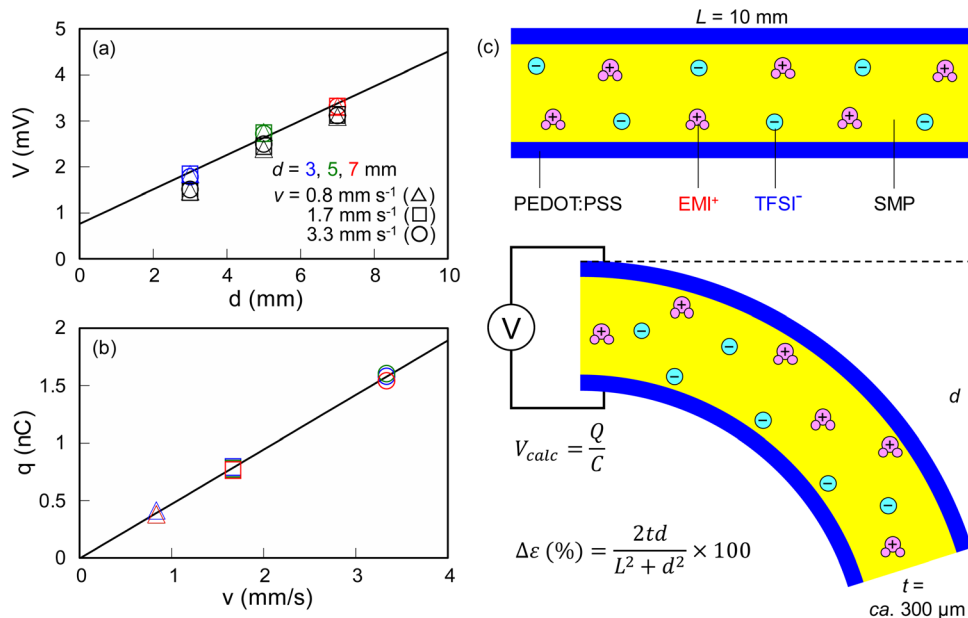 (a)
5
4
3
2
1
0
V (mV)
d = 3, 5, 7 mm
v = 0.8 mm s⁻¹ (△)
1.7 mm s⁻¹ (□)
3.3 mm s⁻¹ (○)
0 2 4 6 8 10
d (mm)
(b)
2
1.5
1
0.5
0
q (nC)
0 1 2 3 4
v (mm/s)
(c)
L = 10 mm
PEDOT:PSS EMI⁺ TFSI⁻ SMP
V
d
V_calc = Q/C
Δε (%) = 2td/(L² + d²) × 100
t =
ca. 300 μm